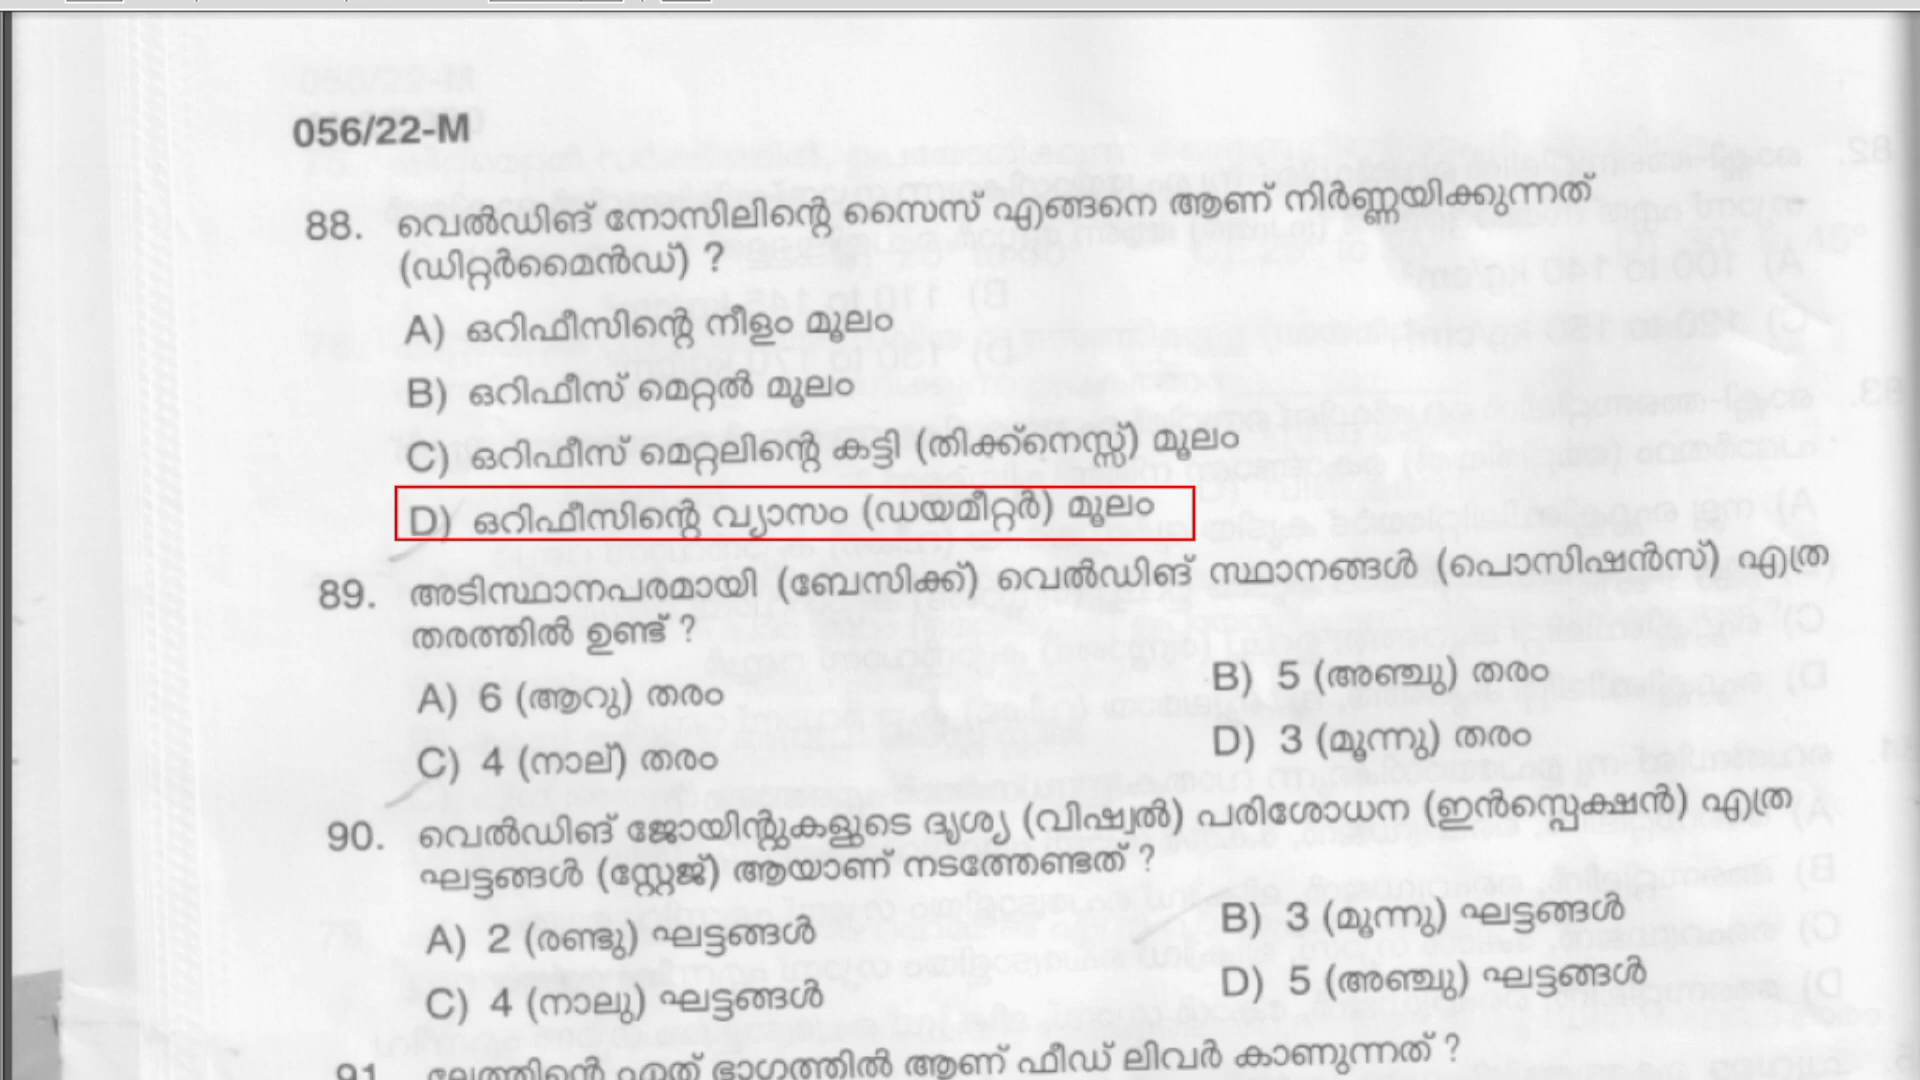 056/22-M
88. വെൽഡിങ് നോസിലിന്റെ സൈസ് എങ്ങനെ ആണ് നിർണ്ണയിക്കുന്നത്
(ഡിറ്റർമൈൻഡ്) ?
A) ഒറിഫീസിന്റെ നീളം മൂലം
B) ഒറിഫീസ് മെറ്റൽ മൂലം
C) ഒറിഫീസ് മെറ്റലിന്റെ കട്ടി (തിക്ക്നെസ്സ്) മൂലം
D) ഒറിഫീസിന്റെ വ്യാസം (ഡയമീറ്റർ) മൂലം
89. അടിസ്ഥാനപരമായി (ബേസിക്ക്) വെൽഡിങ് സ്ഥാനങ്ങൾ (പൊസിഷൻസ്) എത്ര
തരത്തിൽ ഉണ്ട് ?
A) 6 (ആറു) തരം B) 5 (അഞ്ചു) തരം
C) 4 (നാല്) തരം D) 3 (മൂന്നു) തരം
90. വെൽഡിങ് ജോയിന്റുകളുടെ ദൃശ്യ (വിഷ്വൽ) പരിശോധന (ഇൻസ്പെക്ഷൻ) എത്ര
ഘട്ടങ്ങൾ (സ്റ്റേജ്) ആയാണ് നടത്തേണ്ടത് ?
A) 2 (രണ്ടു) ഘട്ടങ്ങൾ B) 3 (മൂന്നു) ഘട്ടങ്ങൾ
C) 4 (നാലു) ഘട്ടങ്ങൾ D) 5 (അഞ്ചു) ഘട്ടങ്ങൾ
91. ലേത്തിന്റെ ഏത് ഭാഗത്തിൽ ആണ് ഫീഡ് ലിവർ കാണുന്നത് ?